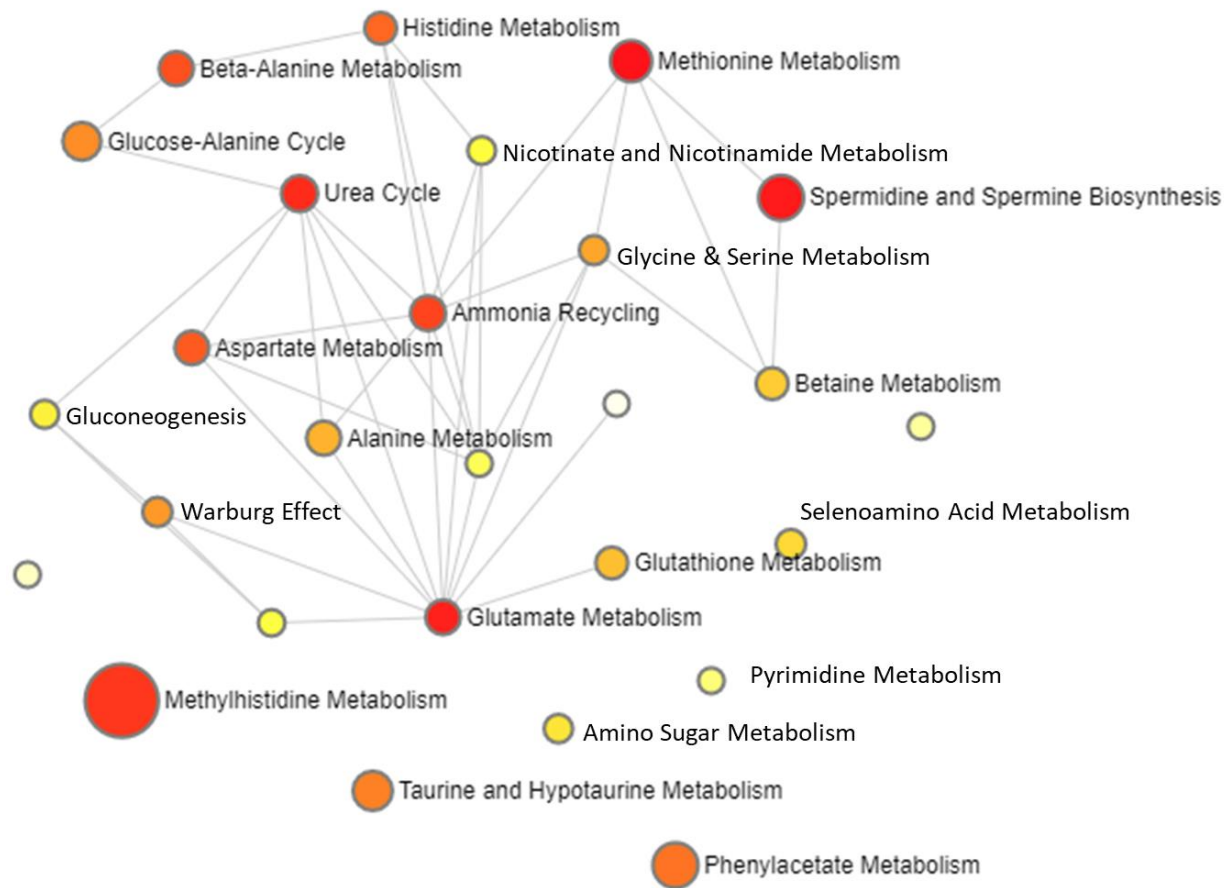 Histidine Metabolism
Methionine Metabolism
Beta-Alanine Metabolism
Glucose-Alanine Cycle
Nicotinate and Nicotinamide Metabolism
Urea Cycle
Spermidine and Spermine Biosynthesis
Glycine & Serine Metabolism
Ammonia Recycling
Aspartate Metabolism
Betaine Metabolism
Gluconeogenesis
Alanine Metabolism
Warburg Effect
Selenoamino Acid Metabolism
Glutathione Metabolism
Glutamate Metabolism
Pyrimidine Metabolism
Methylhistidine Metabolism
Amino Sugar Metabolism
Taurine and Hypotaurine Metabolism
Phenylacetate Metabolism